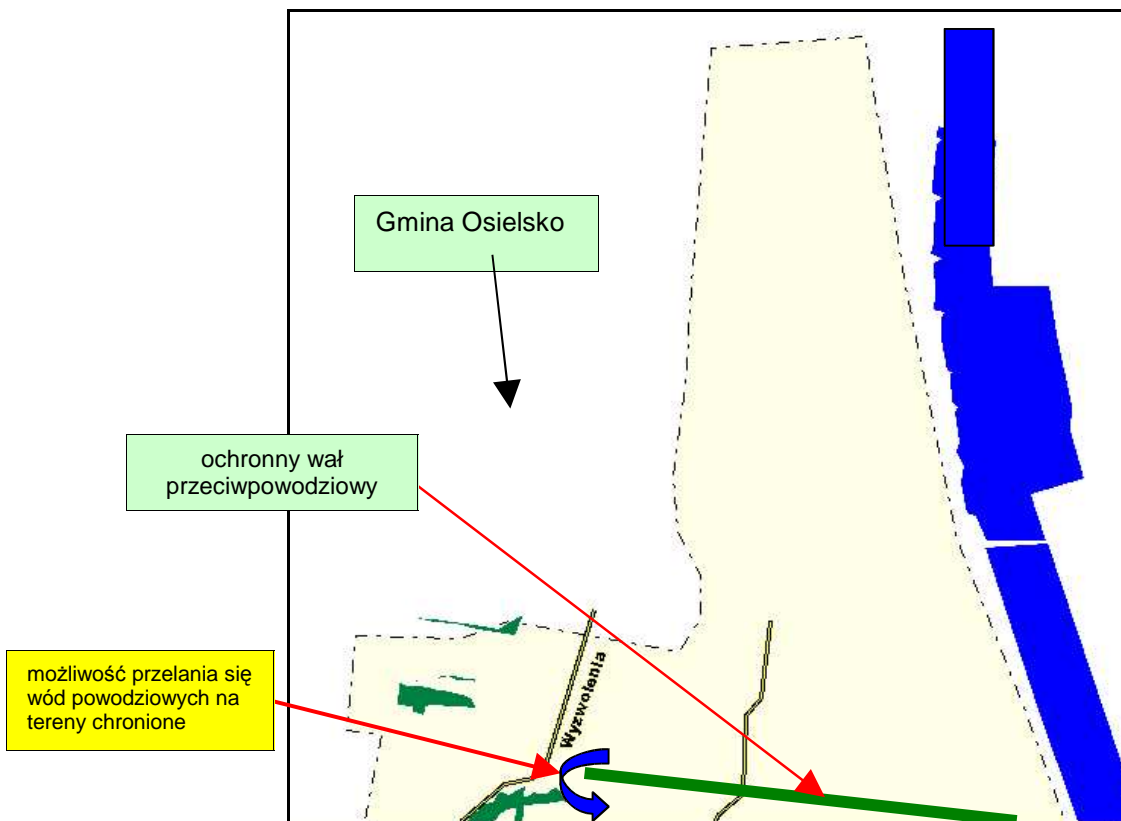 Gmina Osielsko
ochronny wał
przeciwpowodziowy
możliwość przelania się
wód powodziowych na
tereny chronione
Wyzwolenia